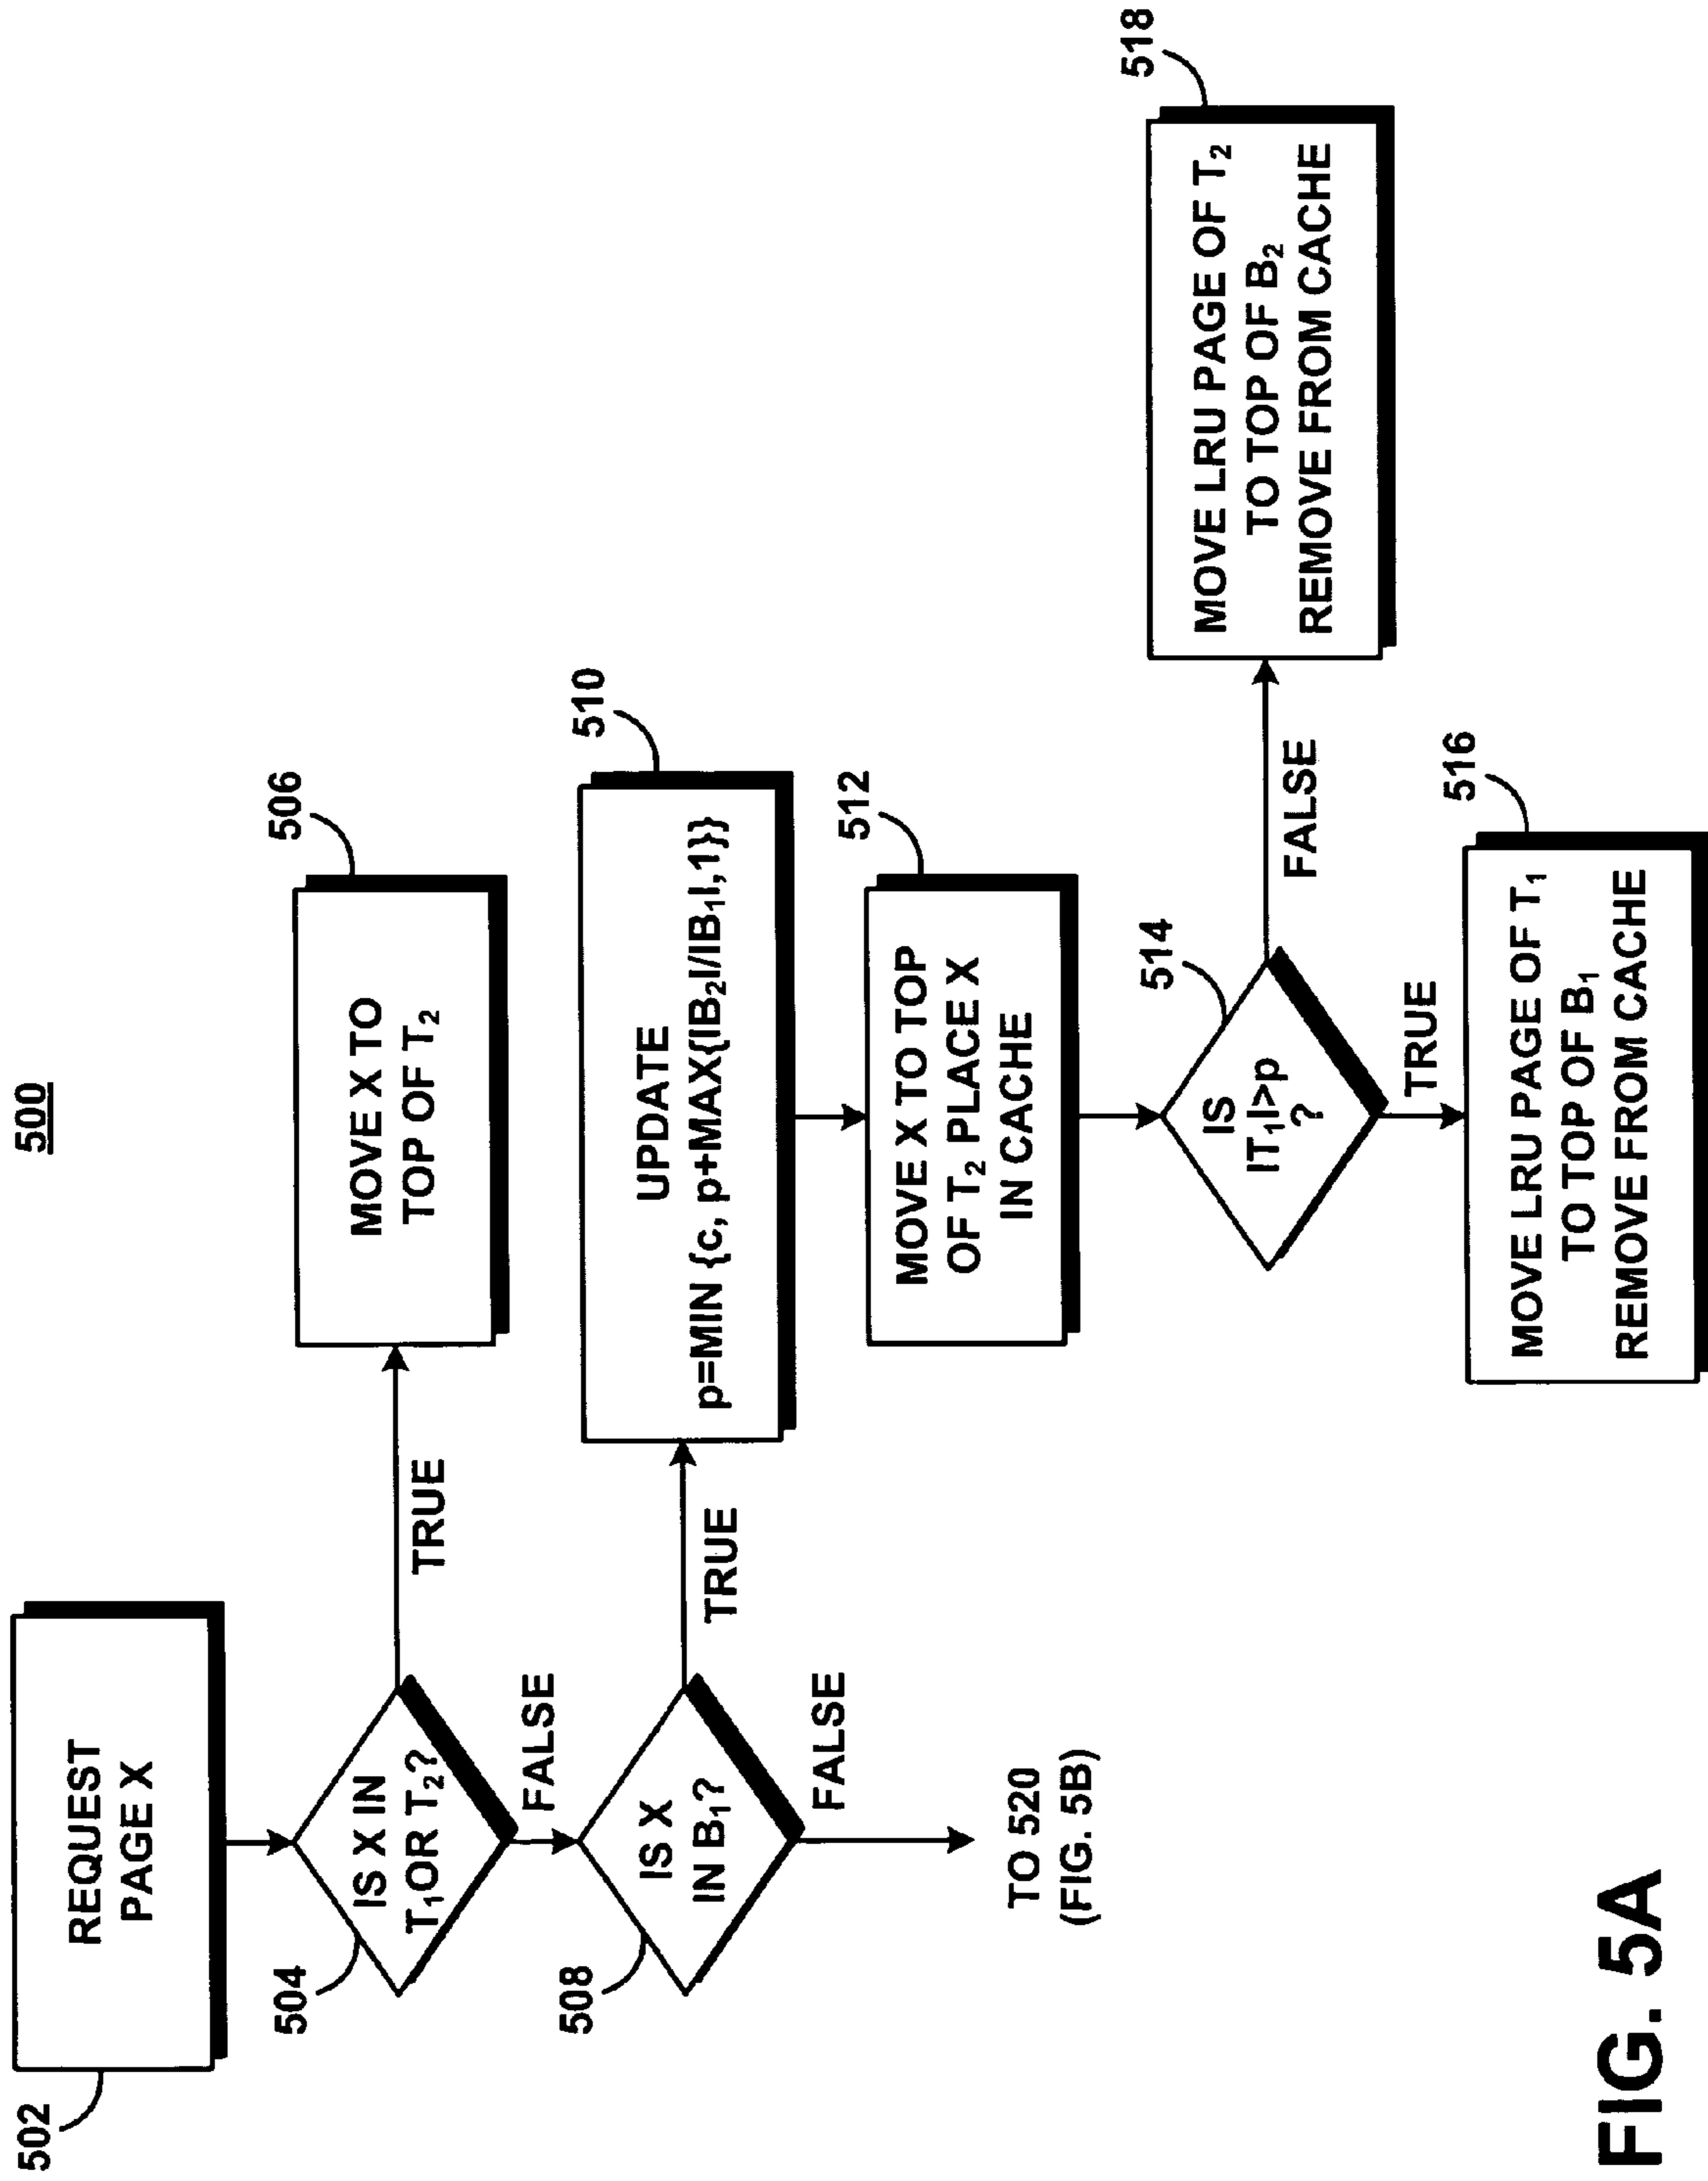 500
502
REQUEST
PAGE X
504
IS X IN
T₁ OR T₂?
TRUE
506
MOVE X TO
TOP OF T₂
FALSE
508
IS X
IN B₁?
TRUE
510
UPDATE
p=MIN {c, p+MAX{IB₂I/IB₁I,1}}
512
MOVE X TO TOP
OF T₂ PLACE X
IN CACHE
514
IS
IT₁I>p
?
FALSE
518
MOVE LRU PAGE OF T₂
TO TOP OF B₂
REMOVE FROM CACHE
TRUE
516
MOVE LRU PAGE OF T₁
TO TOP OF B₁
REMOVE FROM CACHE
FALSE
TO 520
(FIG. 5B)
FIG. 5A